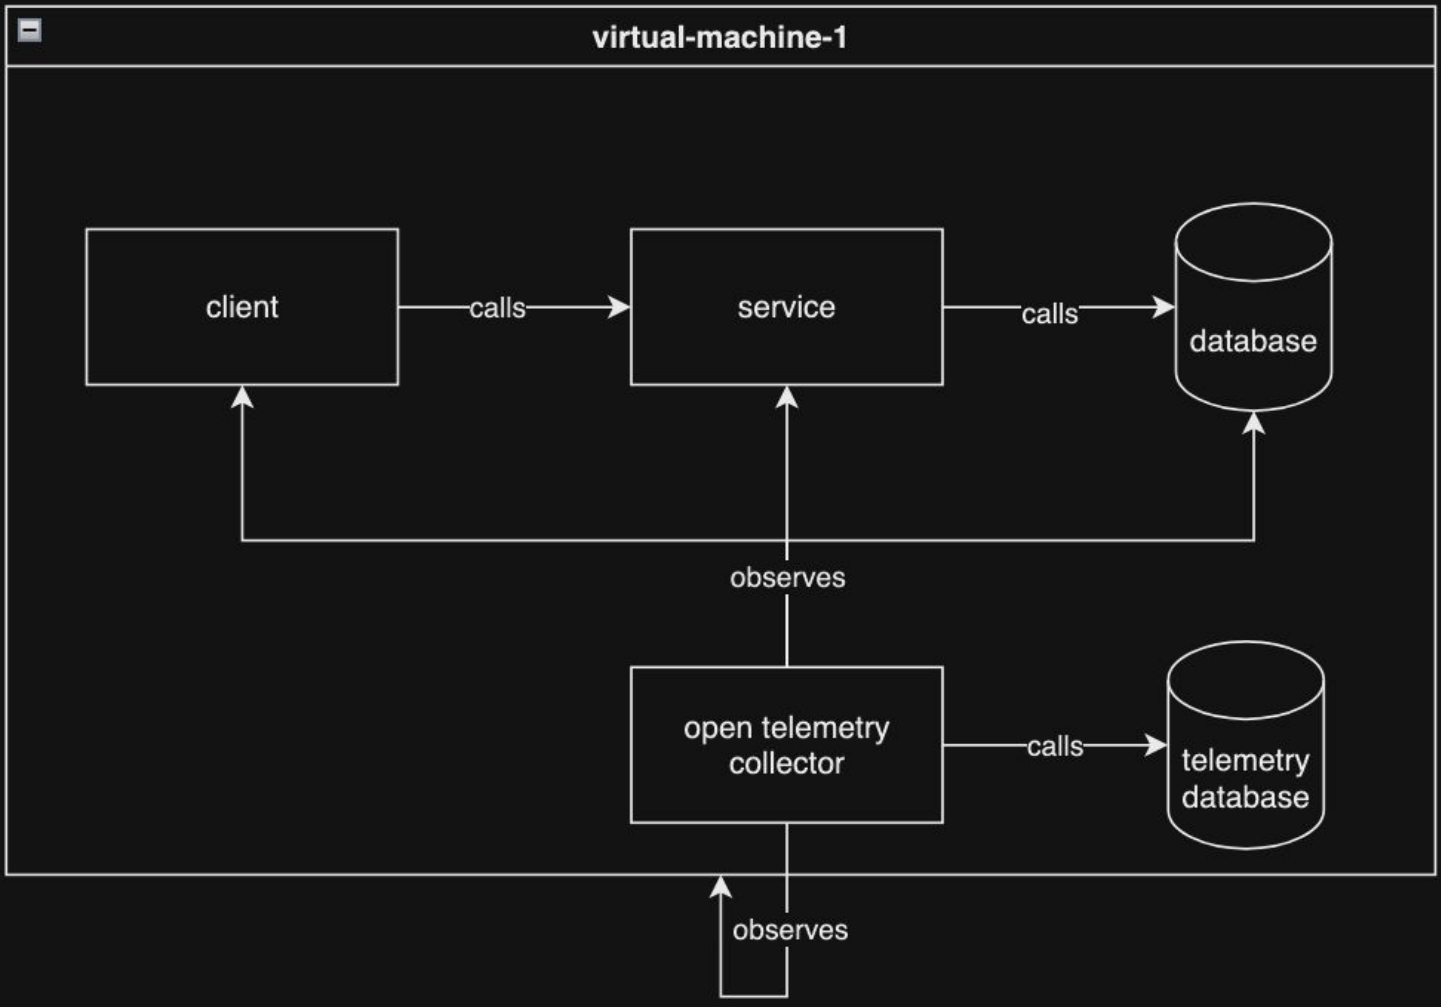 virtual-machine-1
client
calls
service
calls
database
observes
open telemetry
collector
calls
telemetry
database
observes